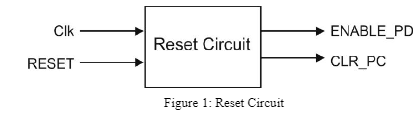 Clk
RESET
Reset Circuit
ENABLE_PD
CLR_PC
Figure 1: Reset Circuit